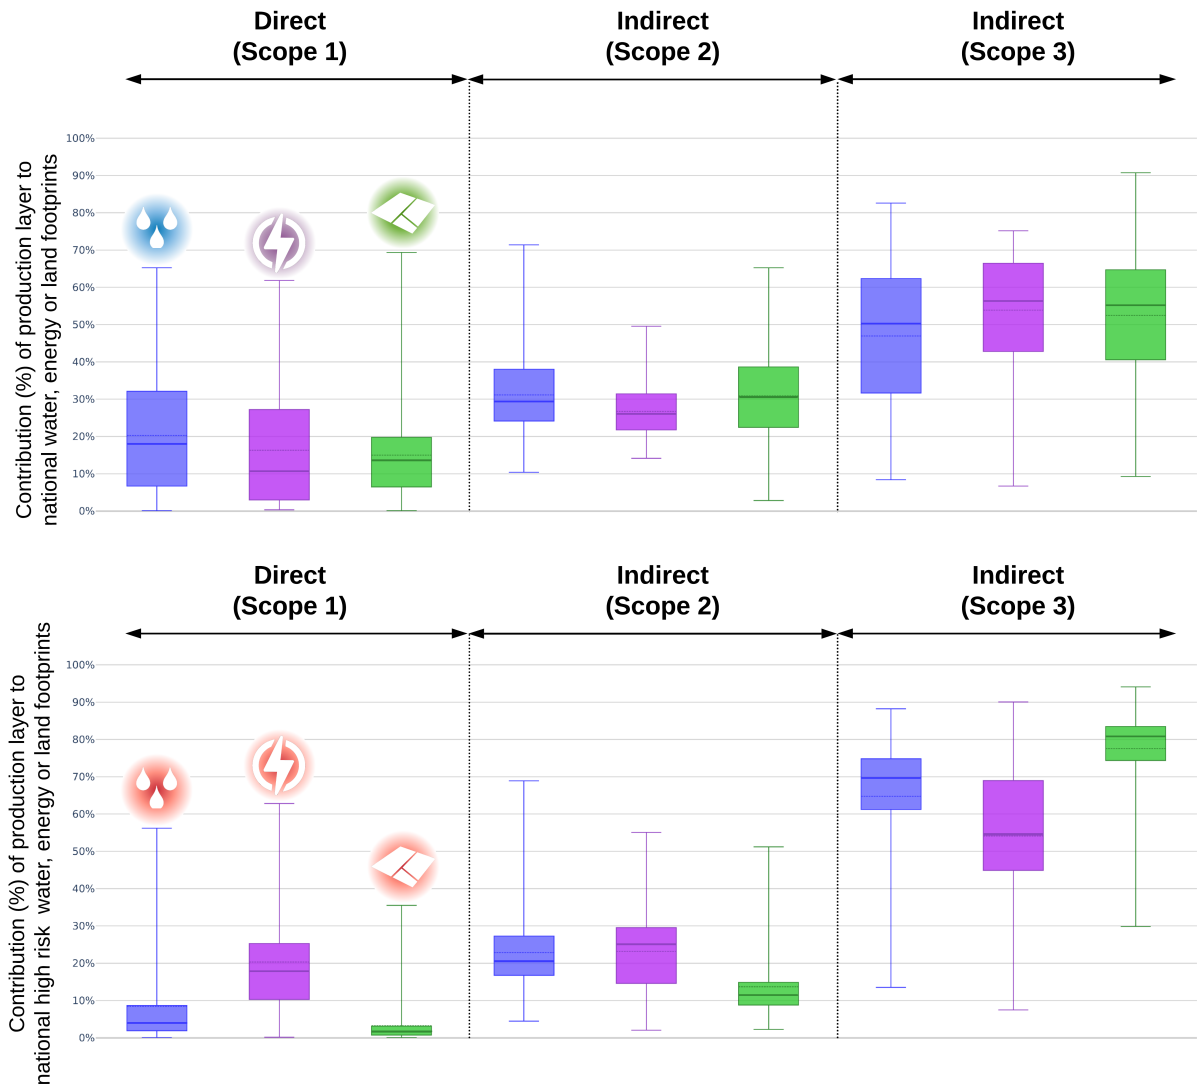 Direct
(Scope 1)
Indirect
(Scope 2)
Indirect
(Scope 3)
Contribution (%) of production layer to
national water, energy or land footprints
100%
90%
80%
70%
60%
50%
40%
30%
20%
10%
0%
Direct
(Scope 1)
Indirect
(Scope 2)
Indirect
(Scope 3)
Contribution (%) of production layer to
national high risk  water, energy or land footprints
100%
90%
80%
70%
60%
50%
40%
30%
20%
10%
0%